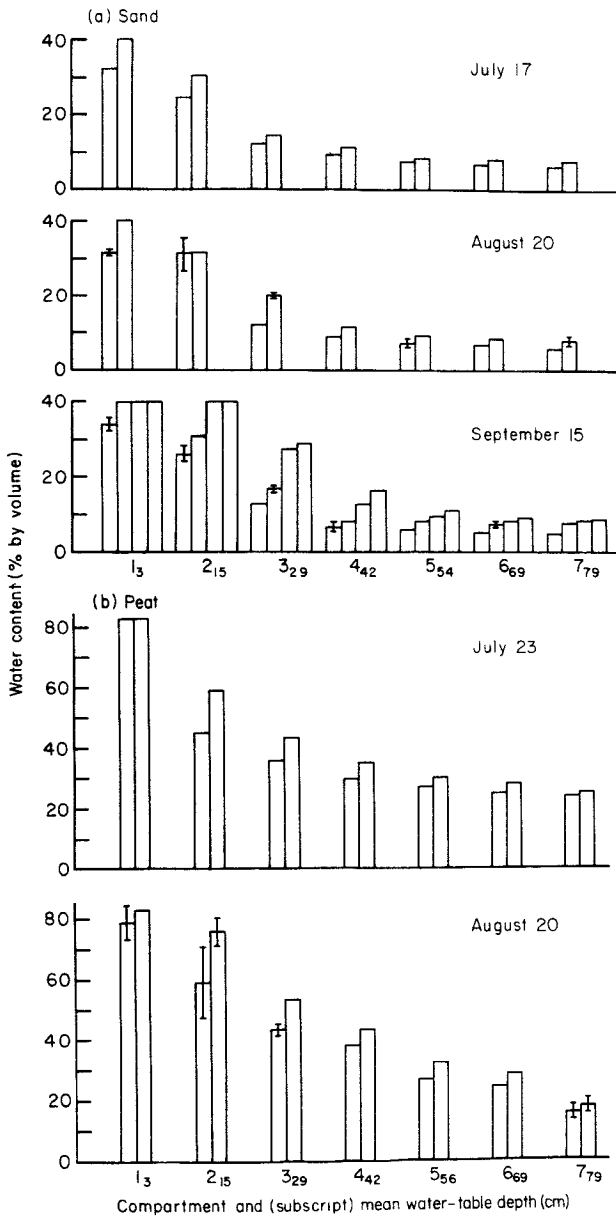 (a) Sand
July 17
40
20
0
August 20
40
20
0
September 15
40
20
0
1₃ 2₁₅ 3₂₉ 4₄₂ 5₅₄ 6₆₉ 7₇₉
Water content (% by volume)
(b) Peat
July 23
80
60
40
20
0
August 20
80
60
40
20
0
1₃ 2₁₅ 3₂₉ 4₄₂ 5₅₆ 6₆₉ 7₇₉
Compartment and (subscript) mean water-table depth (cm)